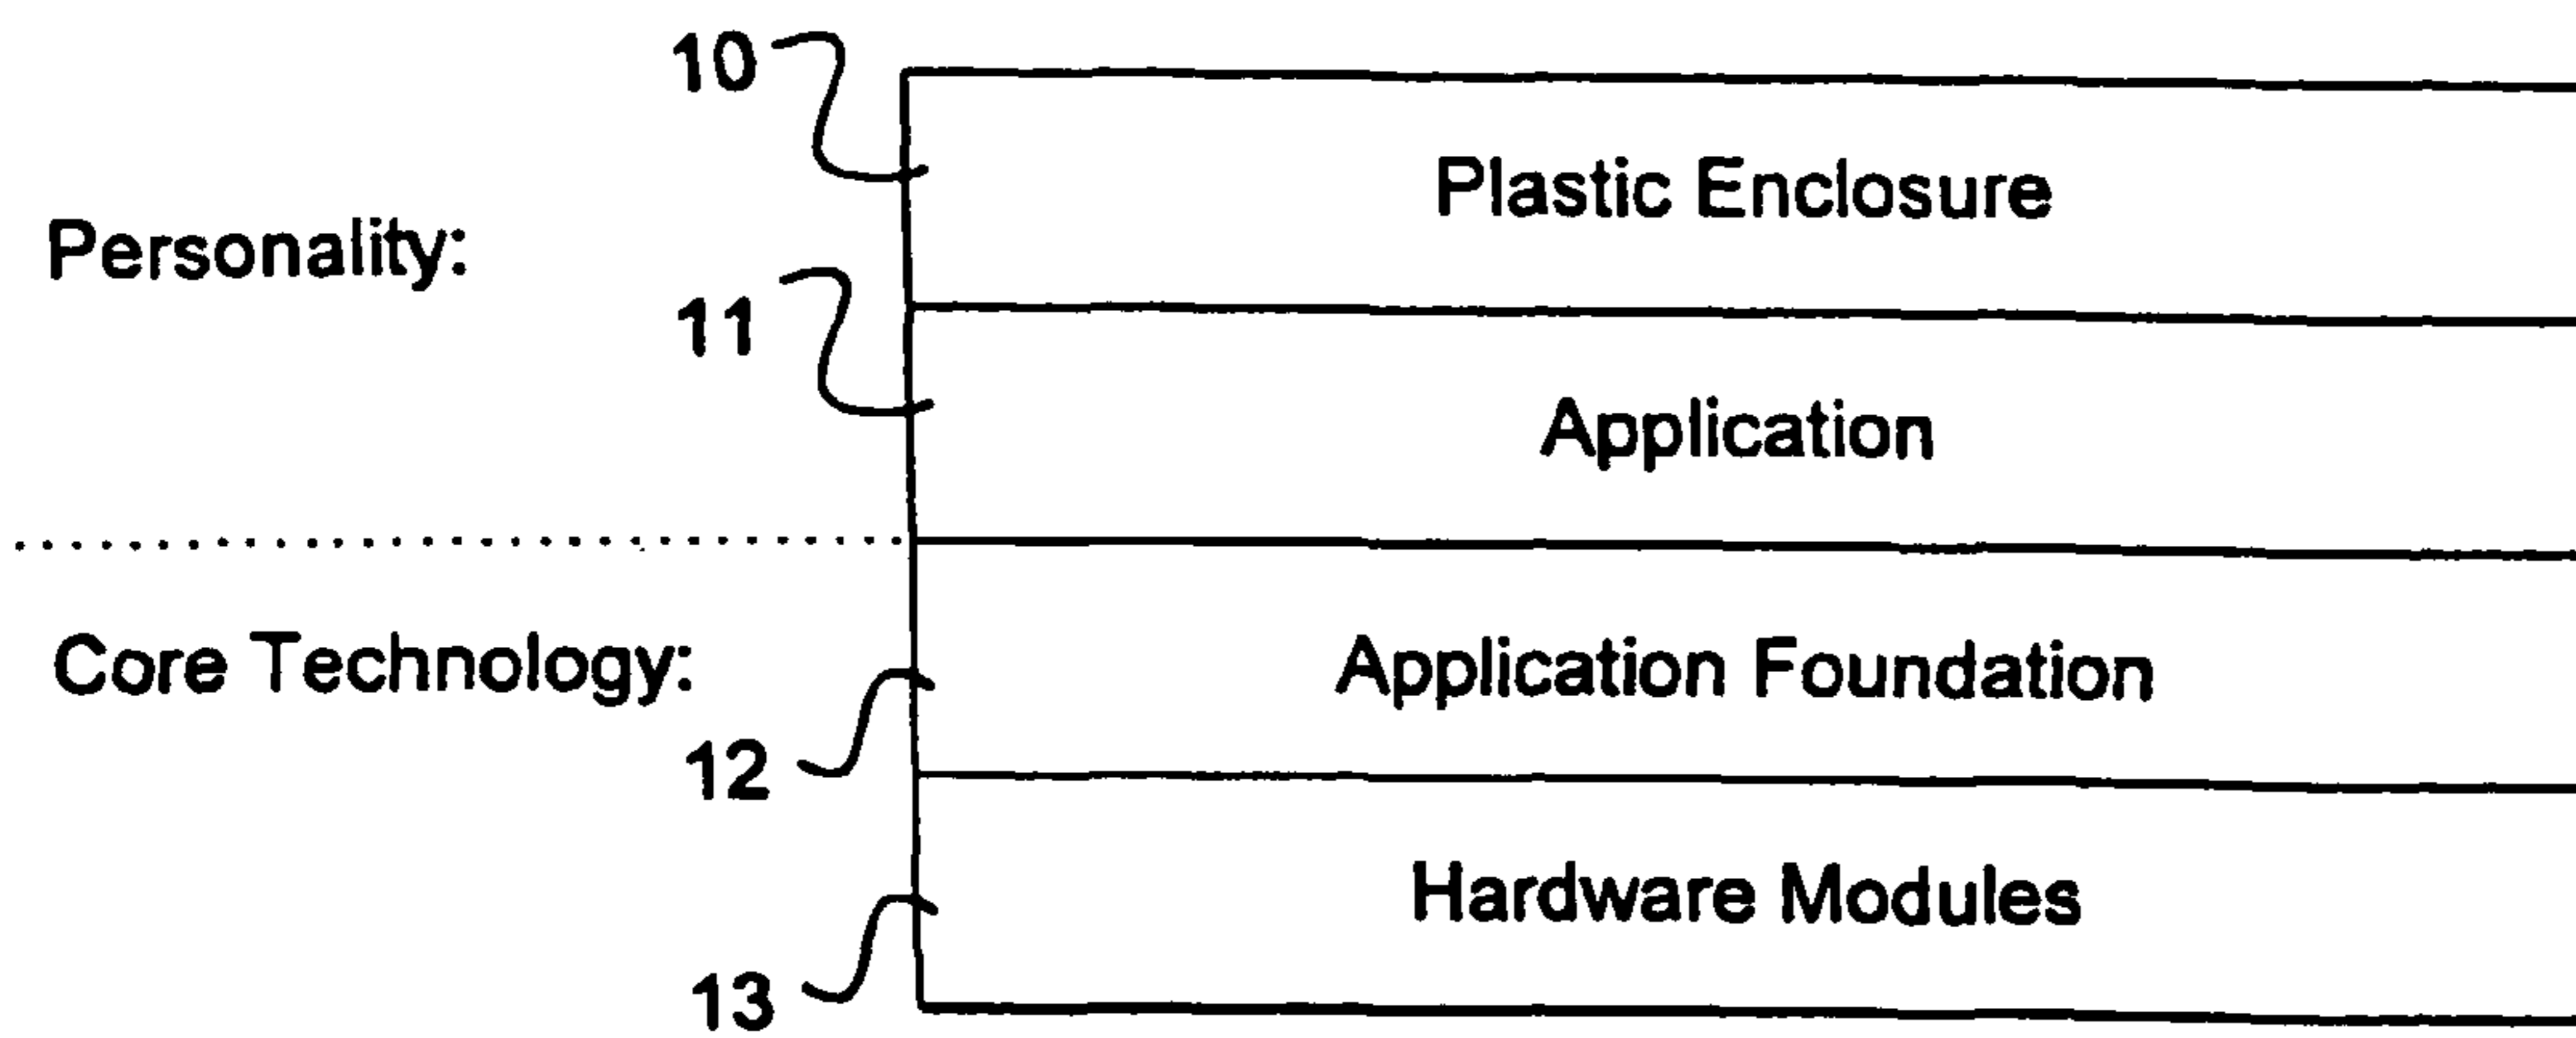 10
Plastic Enclosure
Personality:
11
Application
Core Technology:
Application Foundation
12
Hardware Modules
13